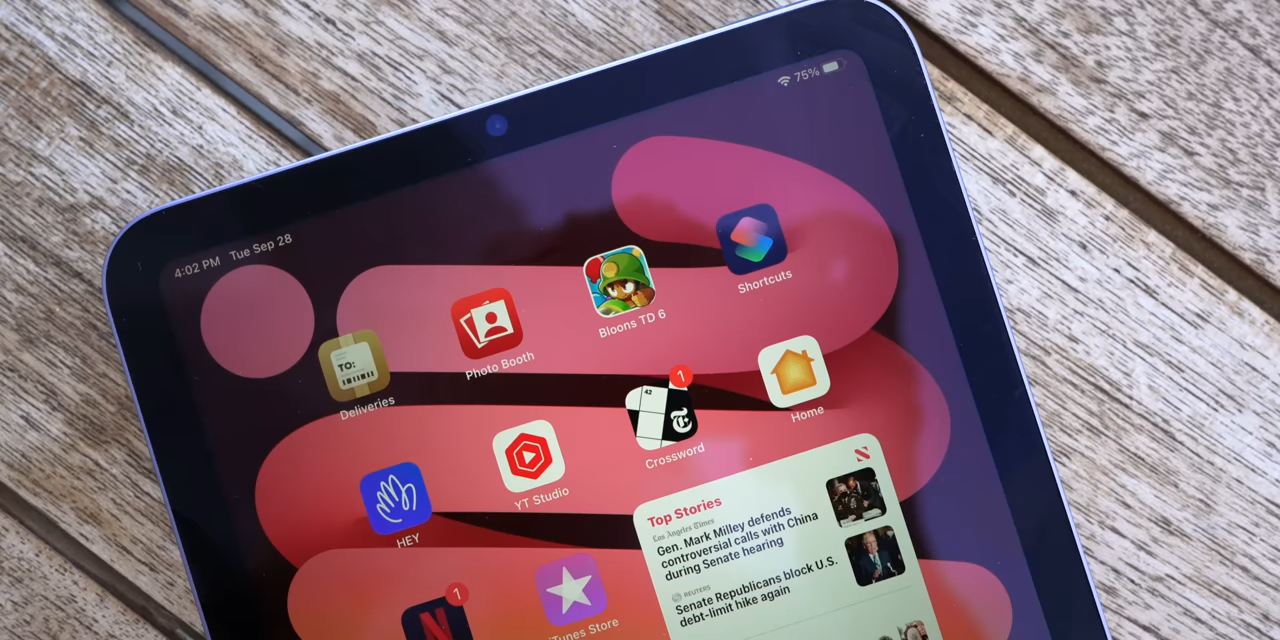 4:02 PM Tue Sep 28
75%
TO:
Deliveries
Photo Booth
Bloons TD 6
Shortcuts
HEY
YT Studio
42
1
Crossword
Home
1
N
iTunes Store
Top Stories
Los Angeles Times
Gen. Mark Milley defends
controversial calls with China
during Senate hearing
REUTERS
Senate Republicans block U.S.
debt-limit hike again